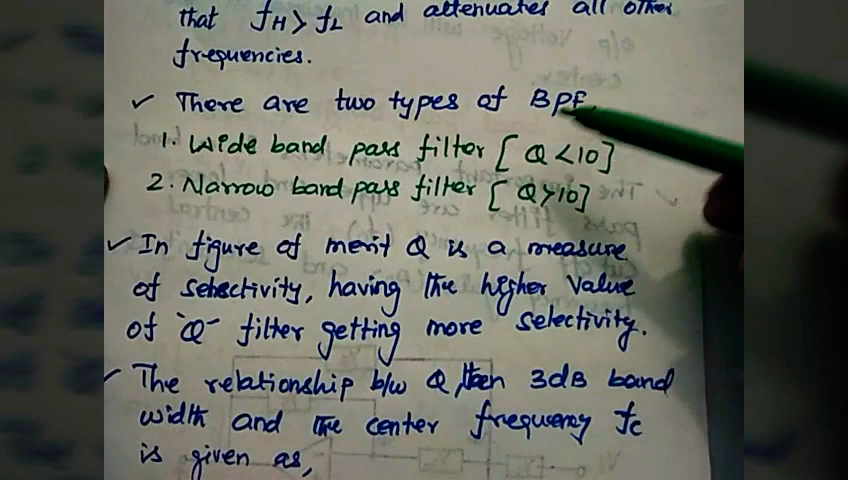 that fH > fL and attenuates all other
frequencies.
✓ There are two types of BPF.
1. Wide band pass filter [ Q < 10 ]
2. Narrow band pass filter [ Q > 10 ]
✓ In figure of merit Q is a measure
of selectivity, having the higher value
of "Q" filter getting more selectivity.
✓ The relationship b/w Q, then 3dB band
width and the center frequency fc
is given as,